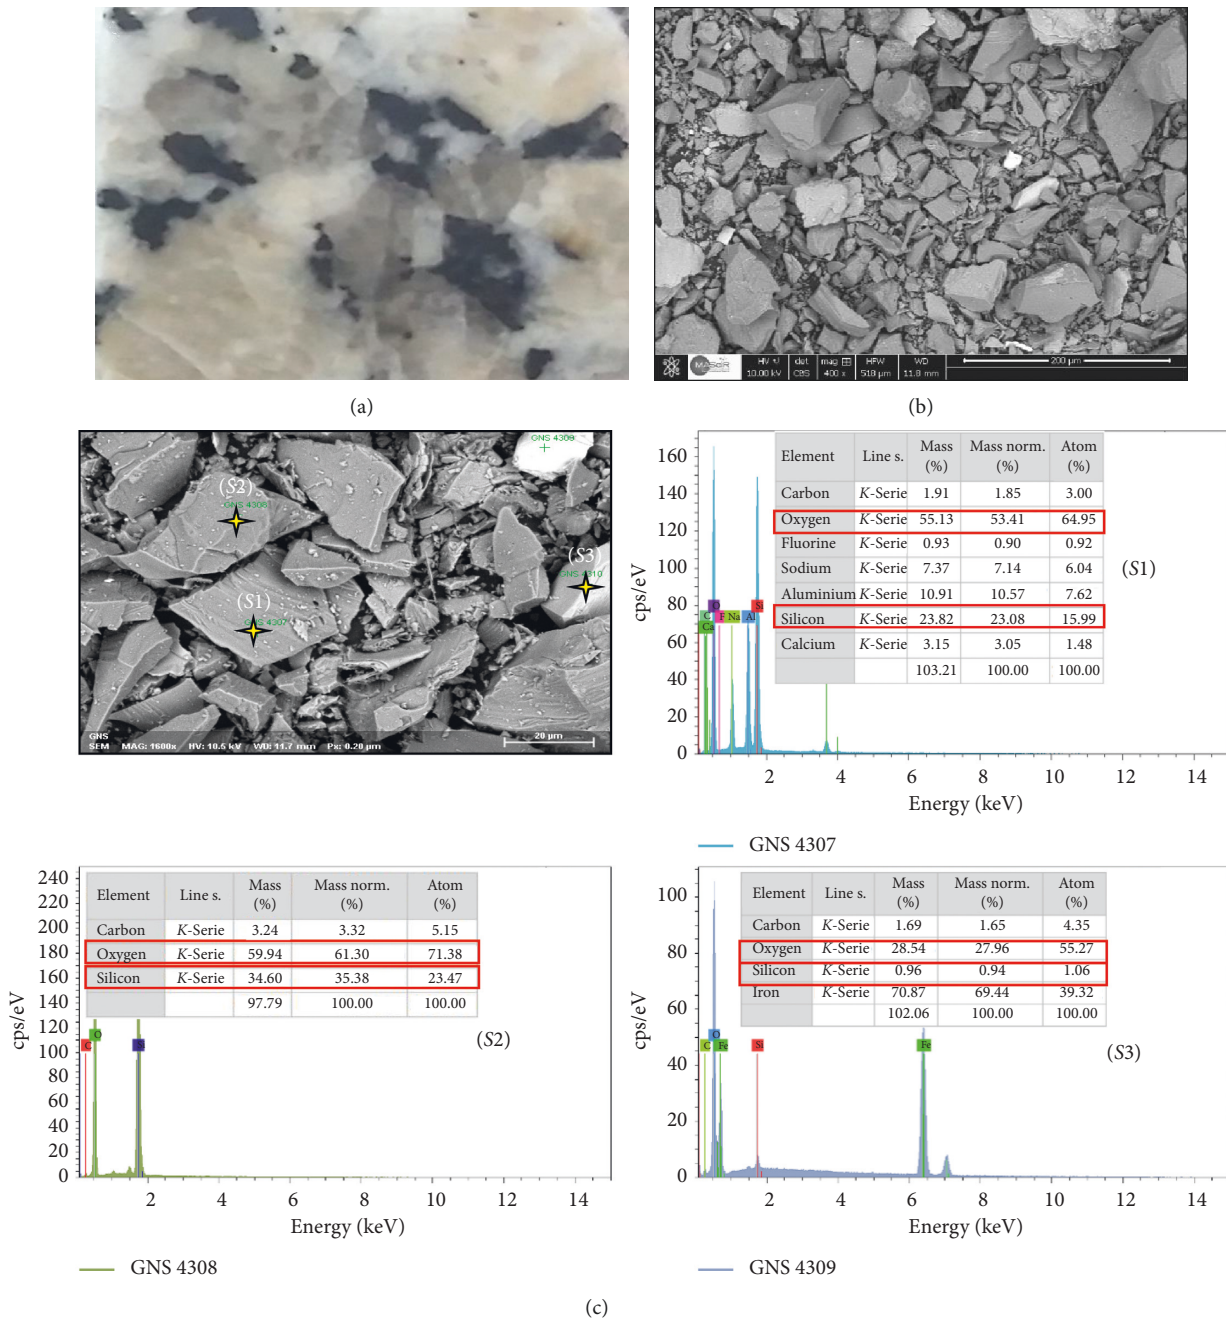 (a)
MAScIR
HV det mag HFW WD
10.00 kV CBS 400 x 518 µm 11.8 mm
200 µm
(b)
GNS 4309
(S2)
GNS 4308
(S3)
GNS 4310
(S1)
GNS 4307
GNS
SEM MAG: 1600x HV: 10.5 kV WD: 11.7 mm Px: 0.20 µm
20 µm
cps/eV
160
140
120
100
80
60
40
20
0
Element Line s. Mass (%) Mass norm. (%) Atom (%)
Carbon K-Serie 1.91 1.85 3.00
Oxygen K-Serie 55.13 53.41 64.95
Fluorine K-Serie 0.93 0.90 0.92
Sodium K-Serie 7.37 7.14 6.04
Aluminium K-Serie 10.91 10.57 7.62
Silicon K-Serie 23.82 23.08 15.99
Calcium K-Serie 3.15 3.05 1.48
103.21 100.00 100.00
(S1)
C O F Na Al Si
Ca
2 4 6 8 10 12 14
Energy (keV)
GNS 4307
cps/eV
240
220
200
180
160
140
120
100
80
60
40
20
0
Element Line s. Mass (%) Mass norm. (%) Atom (%)
Carbon K-Serie 3.24 3.32 5.15
Oxygen K-Serie 59.94 61.30 71.38
Silicon K-Serie 34.60 35.38 23.47
97.79 100.00 100.00
(S2)
C O Si
2 4 6 8 10 12 14
Energy (keV)
GNS 4308
cps/eV
100
80
60
40
20
0
Element Line s. Mass (%) Mass norm. (%) Atom (%)
Carbon K-Serie 1.69 1.65 4.35
Oxygen K-Serie 28.54 27.96 55.27
Silicon K-Serie 0.96 0.94 1.06
Iron K-Serie 70.87 69.44 39.32
102.06 100.00 100.00
(S3)
C O Fe Si Fe
2 4 6 8 10 12 14
Energy (keV)
GNS 4309
(c)